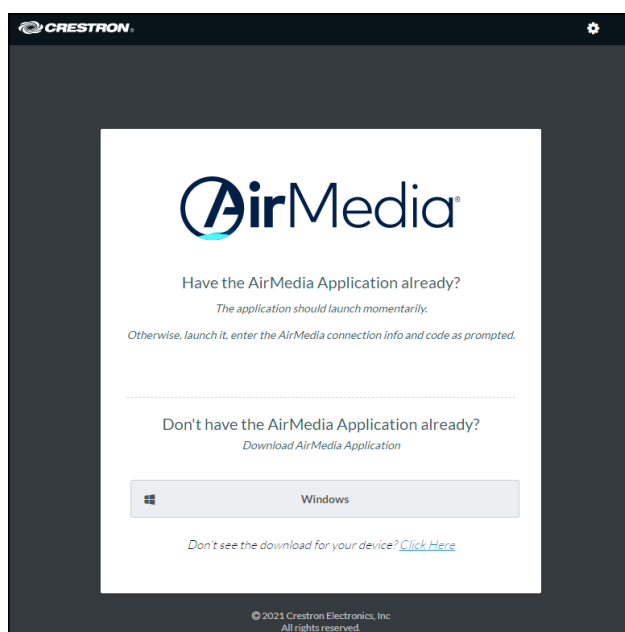 CRESTRON®
AirMedia®
Have the AirMedia Application already?
The application should launch momentarily.
Otherwise, launch it, enter the AirMedia connection info and code as prompted.
Don't have the AirMedia Application already?
Download AirMedia Application
Windows
Don't see the download for your device? Click Here
© 2021 Crestron Electronics, Inc
All rights reserved.